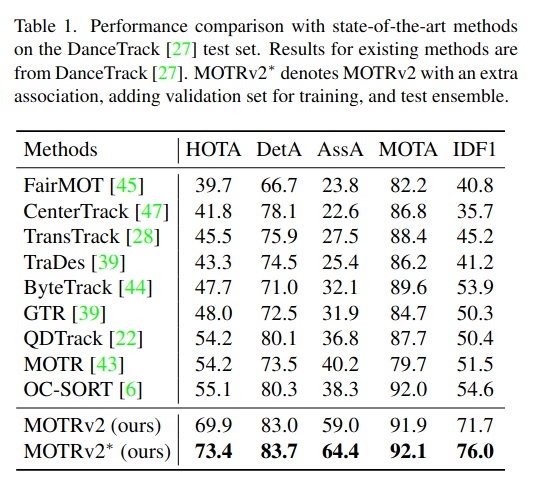 Table 1. Performance comparison with state-of-the-art methods
on the DanceTrack [27] test set. Results for existing methods are
from DanceTrack [27]. MOTRv2* denotes MOTRv2 with an extra
association, adding validation set for training, and test ensemble.
Methods HOTA DetA AssA MOTA IDF1
FairMOT [45] 39.7 66.7 23.8 82.2 40.8
CenterTrack [47] 41.8 78.1 22.6 86.8 35.7
TransTrack [28] 45.5 75.9 27.5 88.4 45.2
TraDes [39] 43.3 74.5 25.4 86.2 41.2
ByteTrack [44] 47.7 71.0 32.1 89.6 53.9
GTR [39] 48.0 72.5 31.9 84.7 50.3
QDTrack [22] 54.2 80.1 36.8 87.7 50.4
MOTR [43] 54.2 73.5 40.2 79.7 51.5
OC-SORT [6] 55.1 80.3 38.3 92.0 54.6
MOTRv2 (ours) 69.9 83.0 59.0 91.9 71.7
MOTRv2* (ours) 73.4 83.7 64.4 92.1 76.0